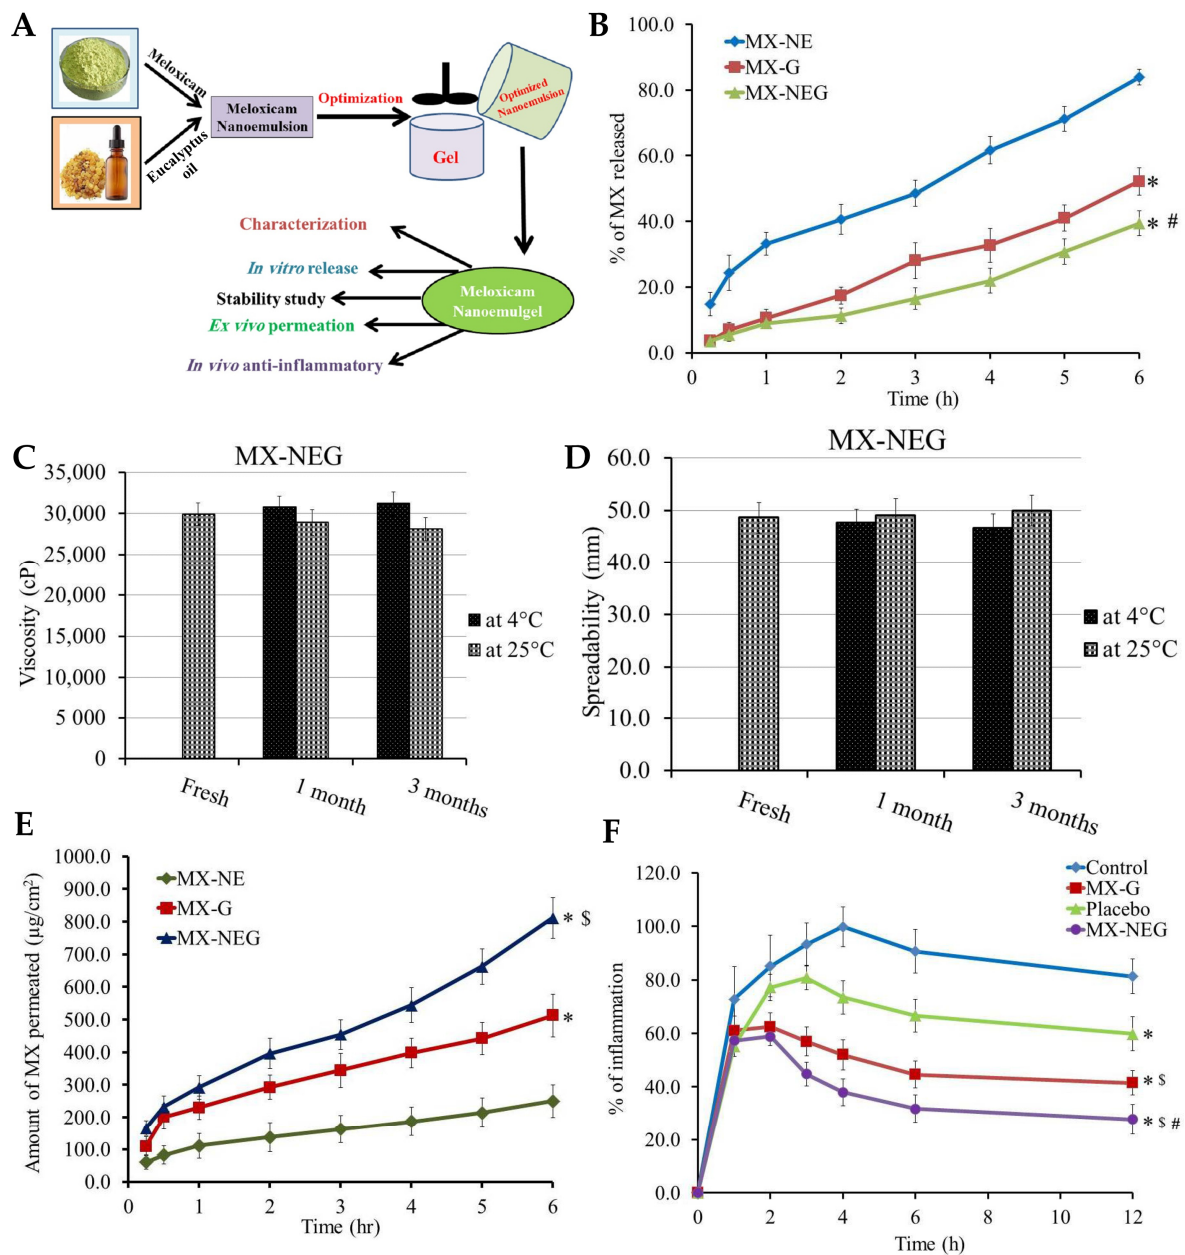 A
Meloxicam
Eucalyptus
oil
Meloxicam
Nanoemulsion
Optimization
Gel
Optimized
Nanoemulsion
Characterization
In vitro release
Stability study
Ex vivo permeation
In vivo anti-inflammatory
Meloxicam
Nanoemulgel
B
MX-NE
MX-G
MX-NEG
% of MX released
100.0
80.0
60.0
40.0
20.0
0.0
*
* #
0 1 2 3 4 5 6
Time (h)
C
MX-NEG
Viscosity (cP)
35,000
30,000
25,000
20,000
15,000
10,000
5 000
0
Fresh 1 month 3 months
at 4°C
at 25°C
D
MX-NEG
Spreadability (mm)
60.0
50.0
40.0
30.0
20.0
10.0
0.0
Fresh 1 month 3 months
at 4°C
at 25°C
E
Amount of MX permeated (µg/cm²)
1000.0
900.0
800.0
700.0
600.0
500.0
400.0
300.0
200.0
100.0
0.0
MX-NE
MX-G
MX-NEG
* $
*
0 1 2 3 4 5 6
Time (hr)
F
% of inflammation
120.0
100.0
80.0
60.0
40.0
20.0
0.0
Control
MX-G
Placebo
MX-NEG
*
* $
* $ #
0 2 4 6 8 10 12
Time (h)